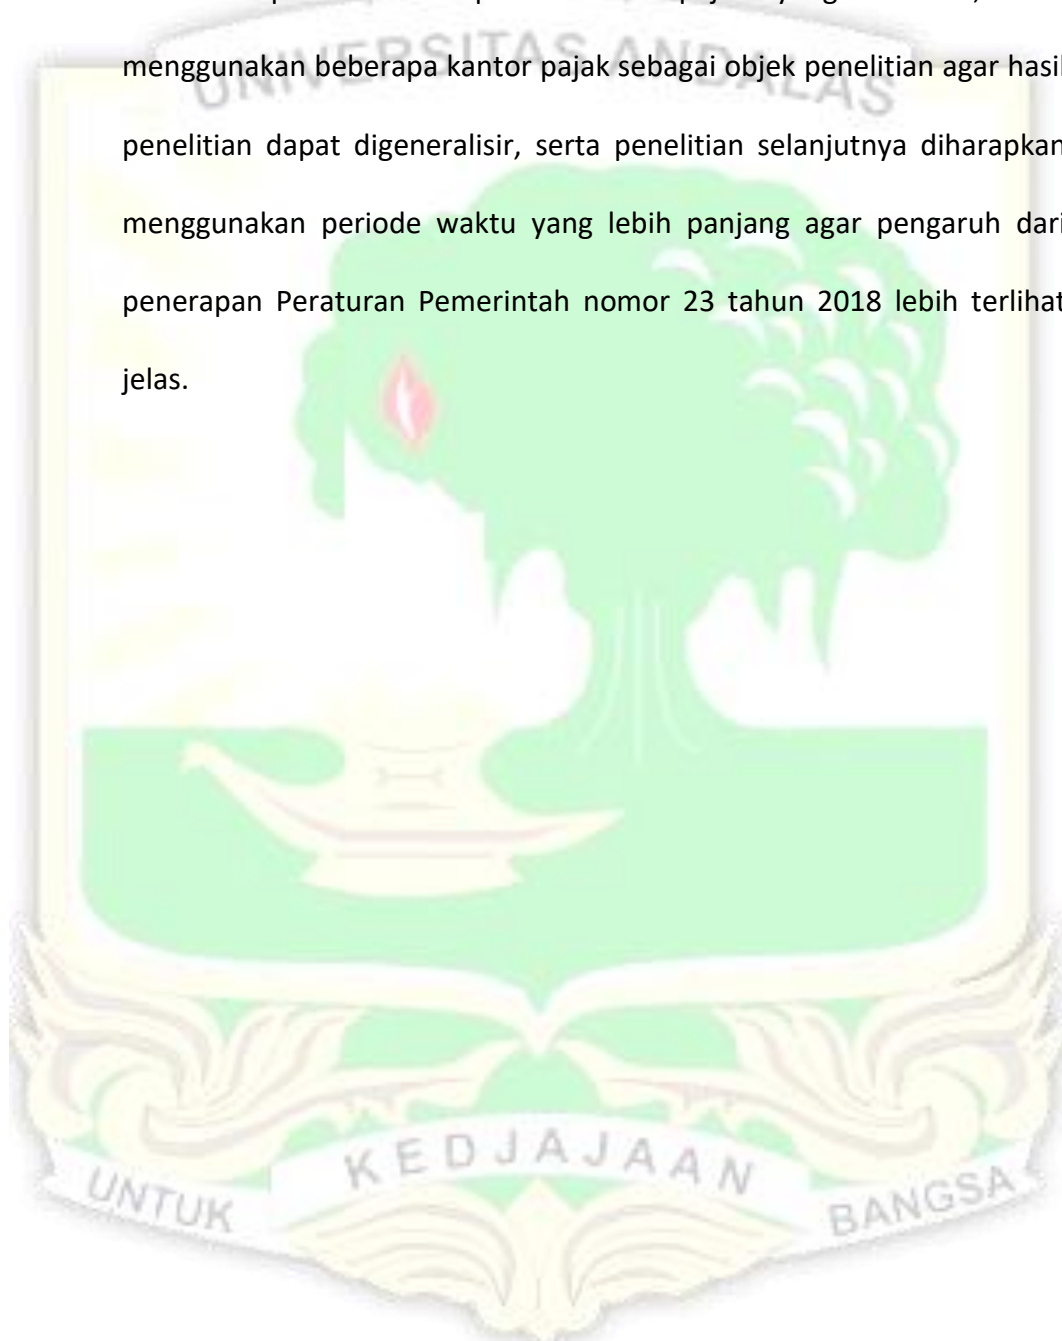 UNIVERSITAS ANDALAS
menggunakan beberapa kantor pajak sebagai objek penelitian agar hasil
penelitian dapat digeneralisir, serta penelitian selanjutnya diharapkan
menggunakan periode waktu yang lebih panjang agar pengaruh dari
penerapan Peraturan Pemerintah nomor 23 tahun 2018 lebih terlihat
jelas.
UNTUK KEDJAJAAN BANGSA